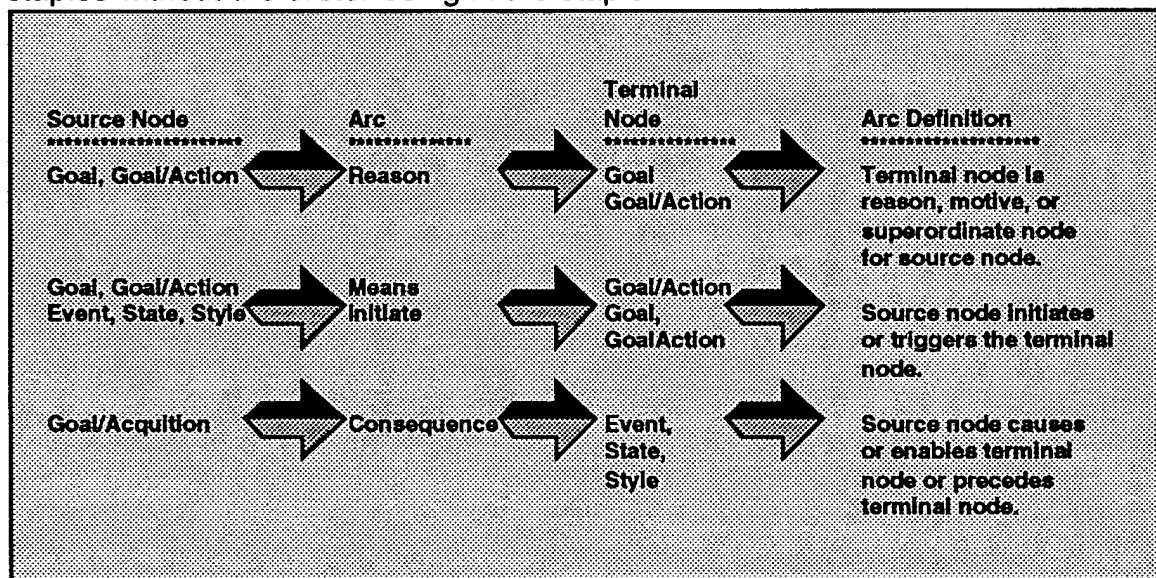 Source Node Arc Terminal Node Arc Definition
Goal, Goal/Action Reason Goal Goal/Action Terminal node is
reason, motive, or
superordinate node
for source node.
Goal, Goal/Action Means Goal/Action
Event, State, Style Initiate Goal, Source node initiates
GoalAction or triggers the terminal
node.
Goal/Acquition Consequence Event, Source node causes
State, or enables terminal
Style node or precedes
terminal node.